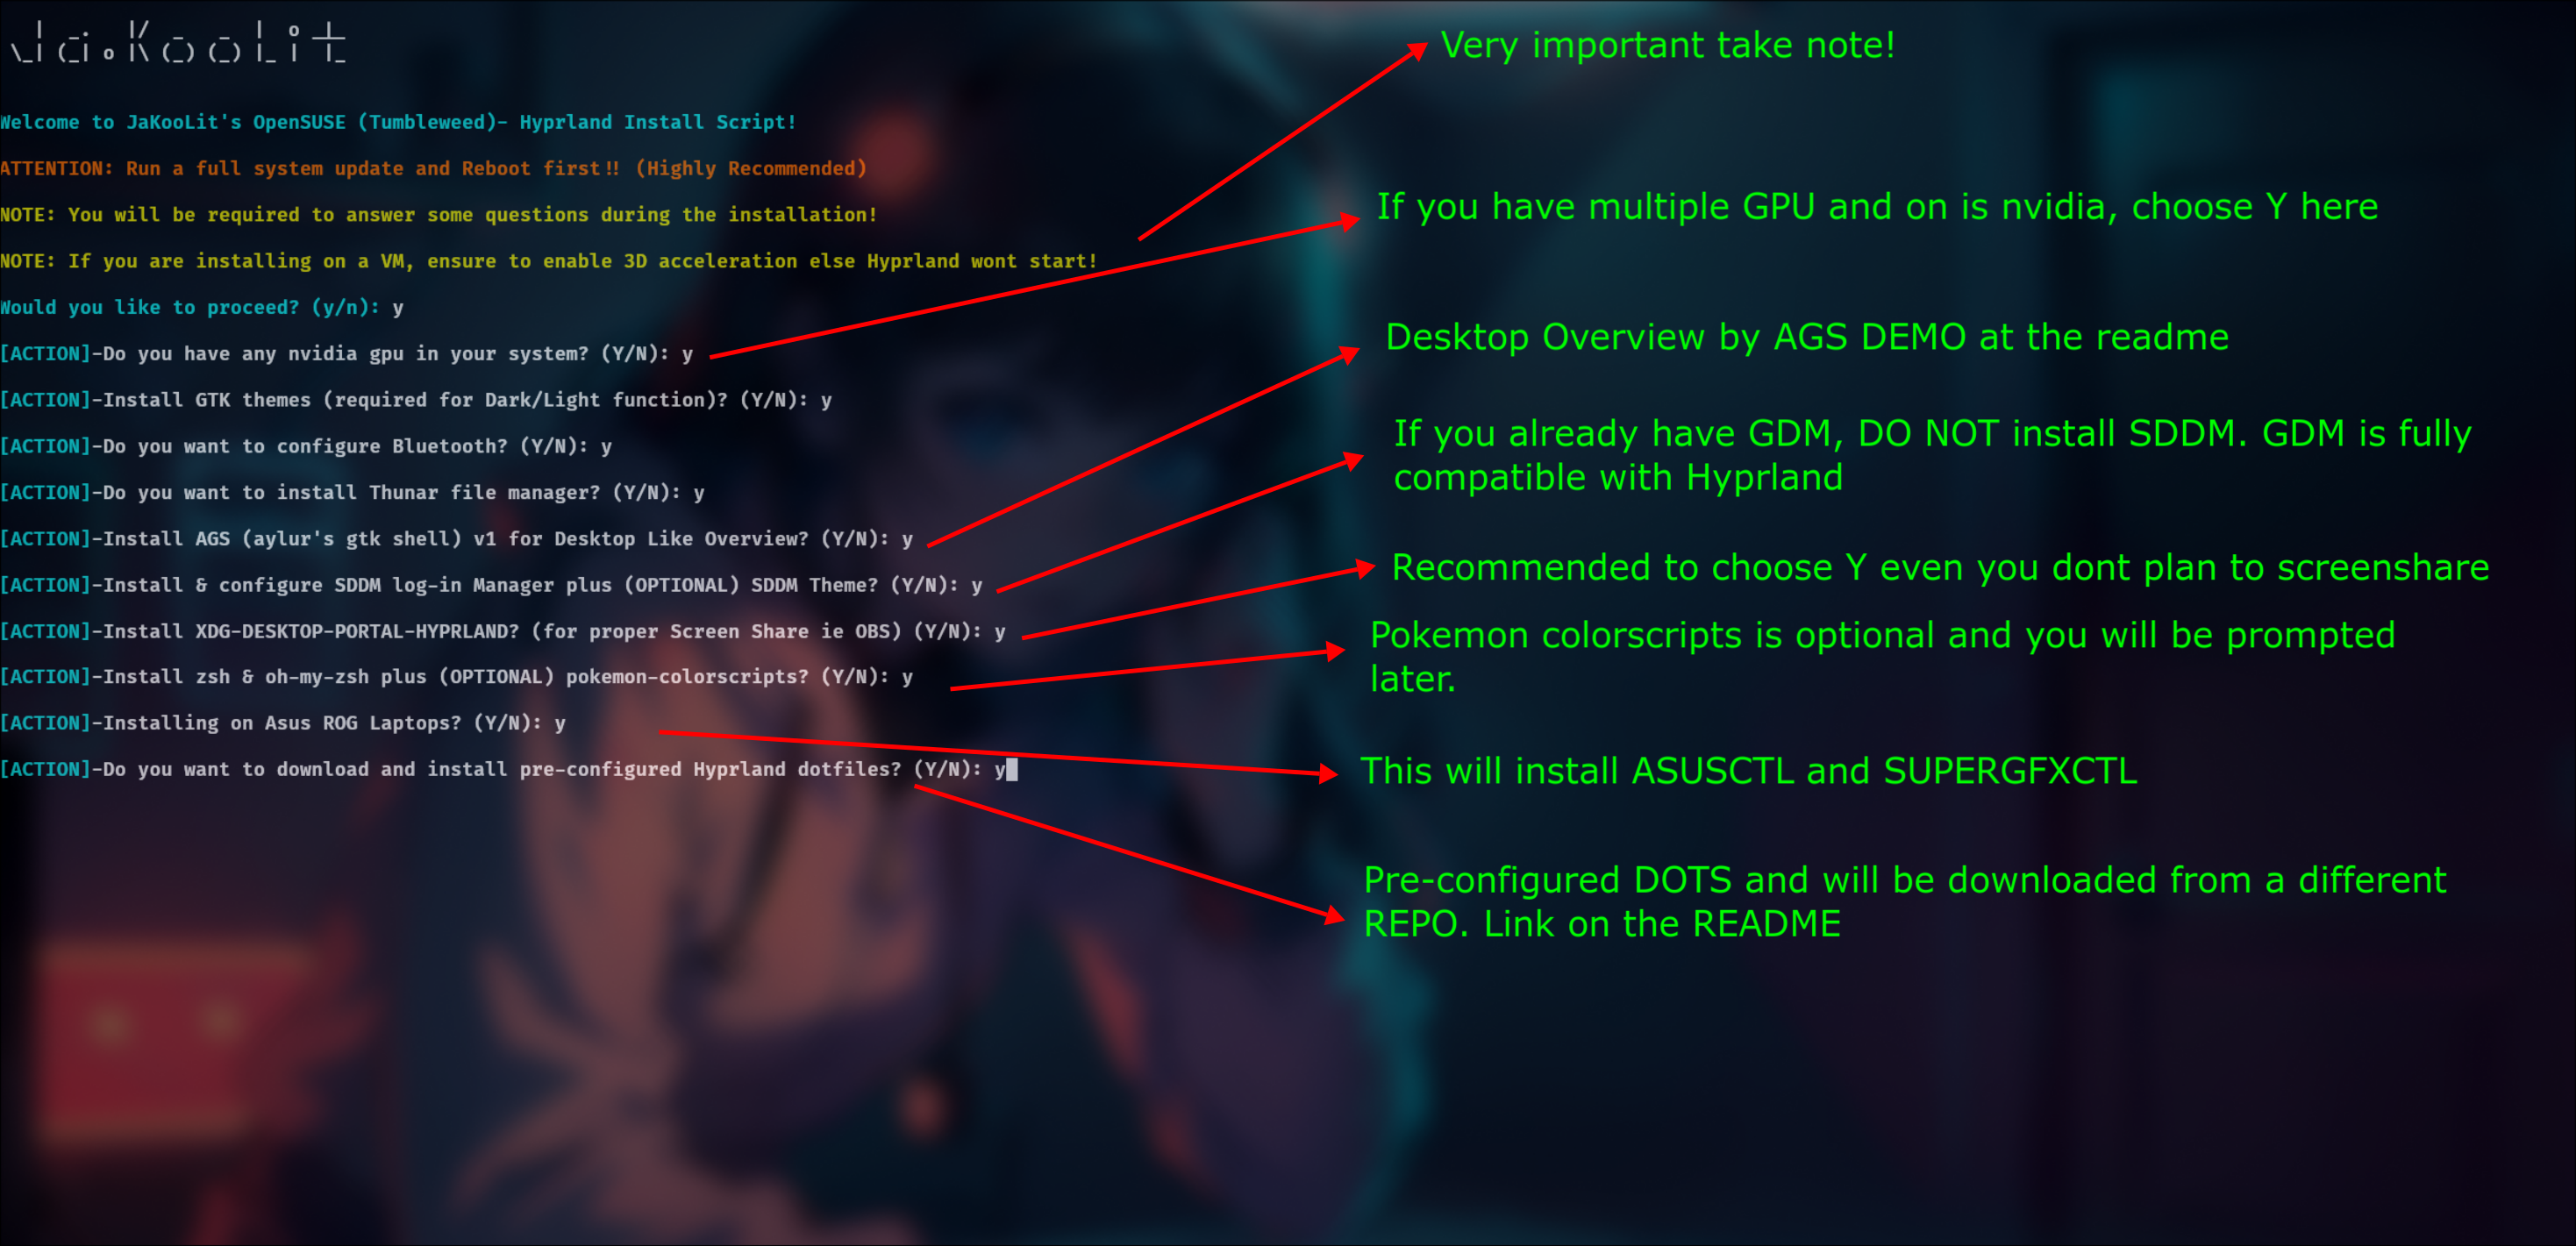 Welcome to JaKooLit's OpenSUSE (Tumbleweed)- Hyprland Install Script!
ATTENTION: Run a full system update and Reboot first!! (Highly Recommended)
NOTE: You will be required to answer some questions during the installation!
NOTE: If you are installing on a VM, ensure to enable 3D acceleration else Hyprland wont start!
Would you like to proceed? (y/n): y
[ACTION]-Do you have any nvidia gpu in your system? (Y/N): y
[ACTION]-Install GTK themes (required for Dark/Light function)? (Y/N): y
[ACTION]-Do you want to configure Bluetooth? (Y/N): y
[ACTION]-Do you want to install Thunar file manager? (Y/N): y
[ACTION]-Install AGS (aylur's gtk shell) v1 for Desktop Like Overview? (Y/N): y
[ACTION]-Install & configure SDDM log-in Manager plus (OPTIONAL) SDDM Theme? (Y/N): y
[ACTION]-Install XDG-DESKTOP-PORTAL-HYPRLAND? (for proper Screen Share ie OBS) (Y/N): y
[ACTION]-Install zsh & oh-my-zsh plus (OPTIONAL) pokemon-colorscripts? (Y/N): y
[ACTION]-Installing on Asus ROG Laptops? (Y/N): y
[ACTION]-Do you want to download and install pre-configured Hyprland dotfiles? (Y/N): y
Very important take note!
If you have multiple GPU and on is nvidia, choose Y here
Desktop Overview by AGS DEMO at the readme
If you already have GDM, DO NOT install SDDM. GDM is fully
compatible with Hyprland
Recommended to choose Y even you dont plan to screenshare
Pokemon colorscripts is optional and you will be prompted
later.
This will install ASUSCTL and SUPERGFXCTL
Pre-configured DOTS and will be downloaded from a different
REPO. Link on the README